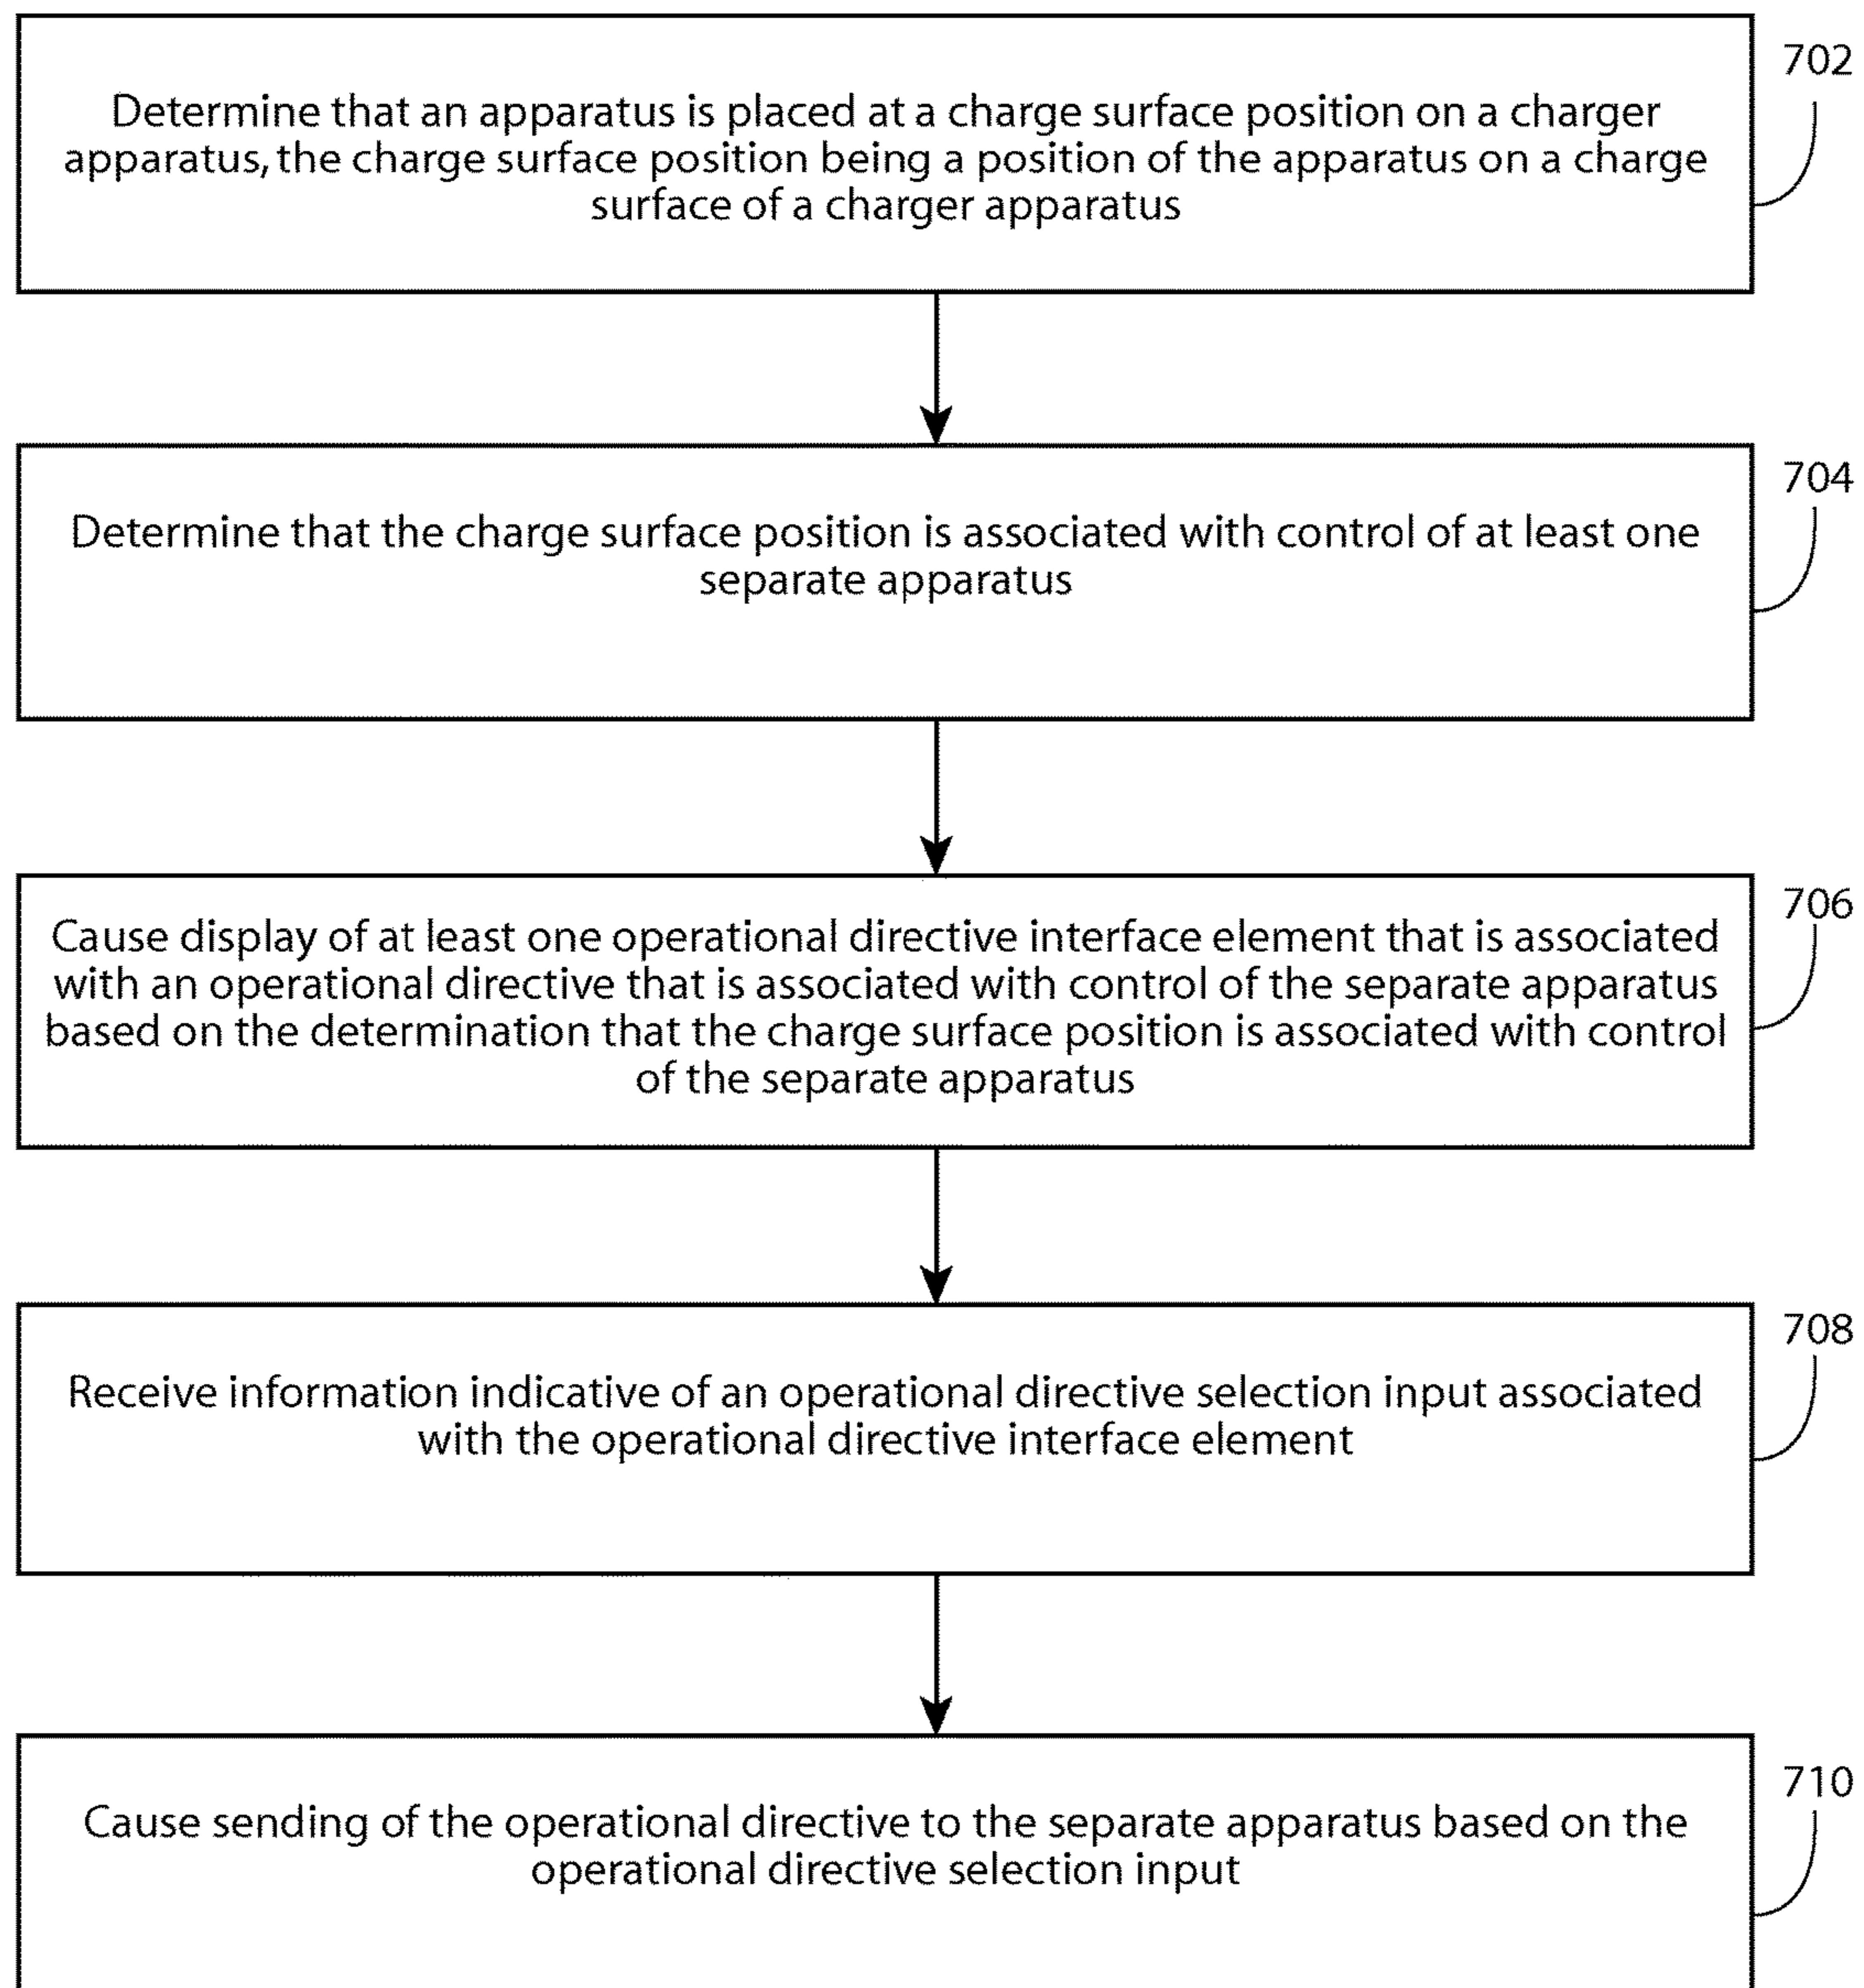 702
Determine that an apparatus is placed at a charge surface position on a charger
apparatus, the charge surface position being a position of the apparatus on a charge
surface of a charger apparatus
704
Determine that the charge surface position is associated with control of at least one
separate apparatus
706
Cause display of at least one operational directive interface element that is associated
with an operational directive that is associated with control of the separate apparatus
based on the determination that the charge surface position is associated with control
of the separate apparatus
708
Receive information indicative of an operational directive selection input associated
with the operational directive interface element
710
Cause sending of the operational directive to the separate apparatus based on the
operational directive selection input